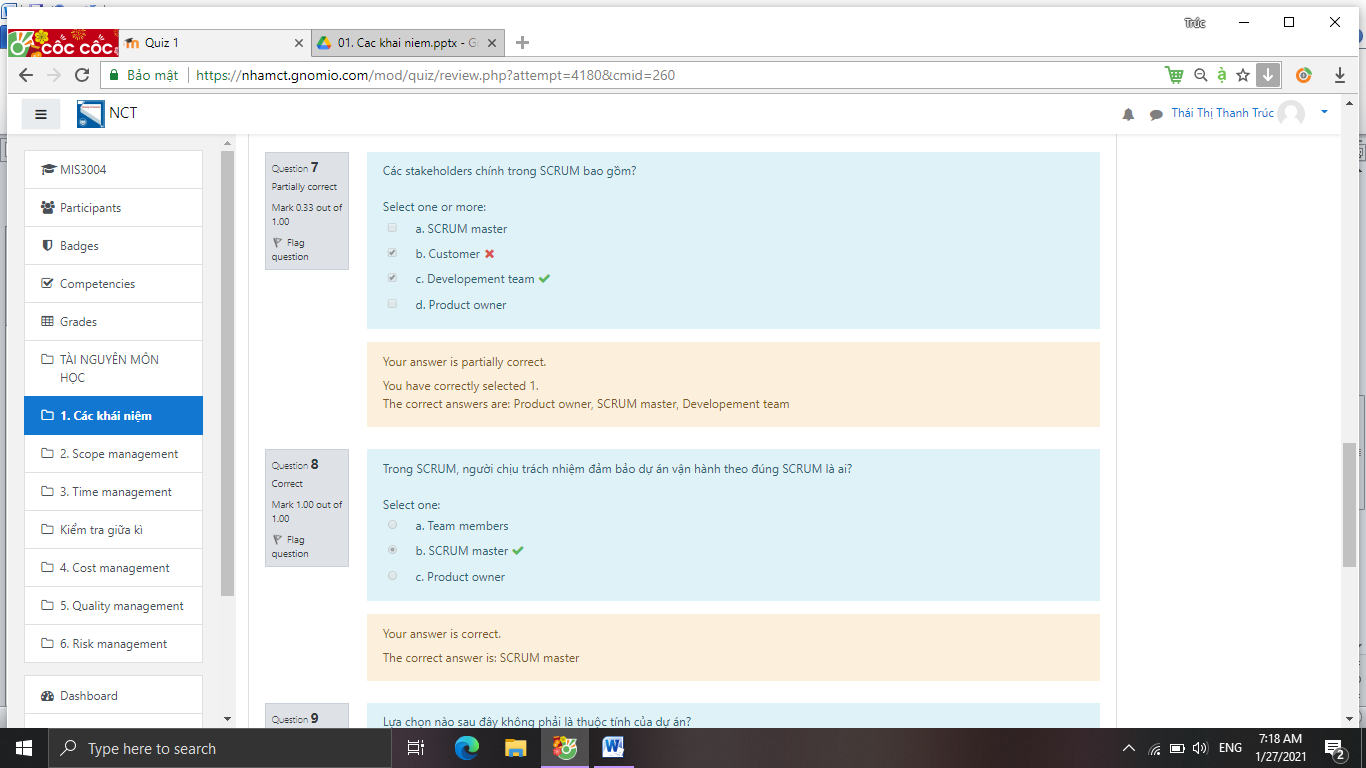 Trúc
CỐC CỐC
Quiz 1
01. Cac khai niem.pptx - G
Bảo mật
https://nhamct.gnomio.com/mod/quiz/review.php?attempt=4180&cmid=260
NCT
Thái Thị Thanh Trúc
MIS3004
Participants
Badges
Competencies
Grades
TÀI NGUYÊN MÔN
HỌC
1. Các khái niệm
2. Scope management
3. Time management
Kiểm tra giữa kì
4. Cost management
5. Quality management
6. Risk management
Dashboard
Question 7
Partially correct
Mark 0.33 out of
1.00
Flag
question
Các stakeholders chính trong SCRUM bao gồm?
Select one or more:
a. SCRUM master
b. Customer
c. Developement team
d. Product owner
Your answer is partially correct.
You have correctly selected 1.
The correct answers are: Product owner, SCRUM master, Developement team
Question 8
Correct
Mark 1.00 out of
1.00
Flag
question
Trong SCRUM, người chịu trách nhiệm đảm bảo dự án vận hành theo đúng SCRUM là ai?
Select one:
a. Team members
b. SCRUM master
c. Product owner
Your answer is correct.
The correct answer is: SCRUM master
Question 9
Lựa chọn nào sau đây không phải là thuộc tính của dự án?
Type here to search
ENG
7:18 AM
1/27/2021
2